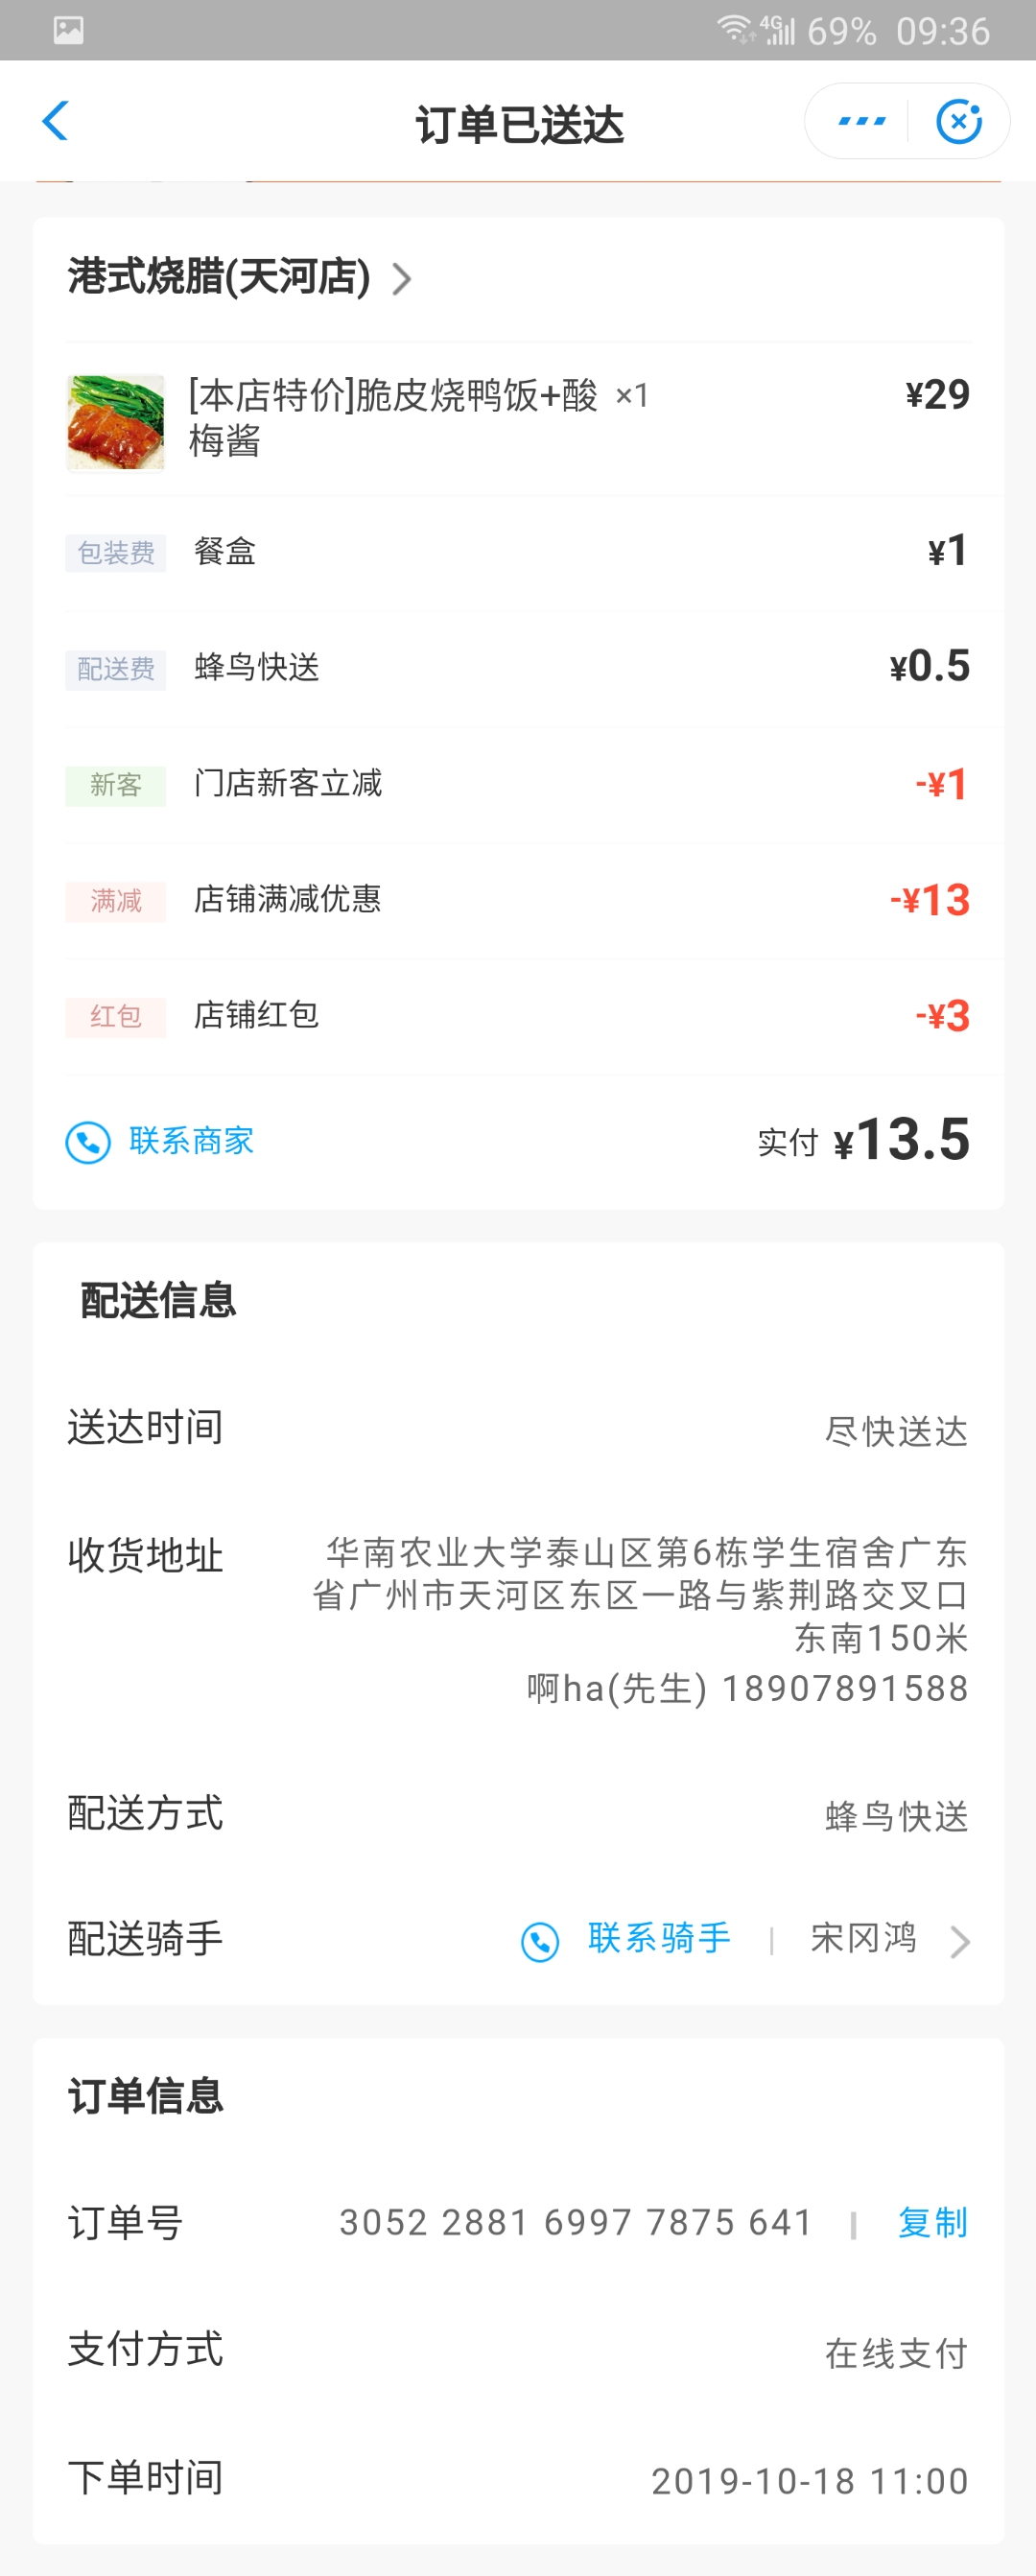 4G 69% 09:36
订单已送达
港式烧腊(天河店)
[本店特价]脆皮烧鸭饭+酸 ×1 ¥29
梅酱
包装费 餐盒 ¥1
配送费 蜂鸟快送 ¥0.5
新客 门店新客立减 -¥1
满减 店铺满减优惠 -¥13
红包 店铺红包 -¥3
联系商家 实付 ¥13.5
配送信息
送达时间 尽快送达
收货地址 华南农业大学泰山区第6栋学生宿舍广东
省广州市天河区东区一路与紫荆路交叉口
东南150米
啊ha(先生) 18907891588
配送方式 蜂鸟快送
配送骑手 联系骑手 | 宋冈鸿
订单信息
订单号 3052 2881 6997 7875 641 | 复制
支付方式 在线支付
下单时间 2019-10-18 11:00